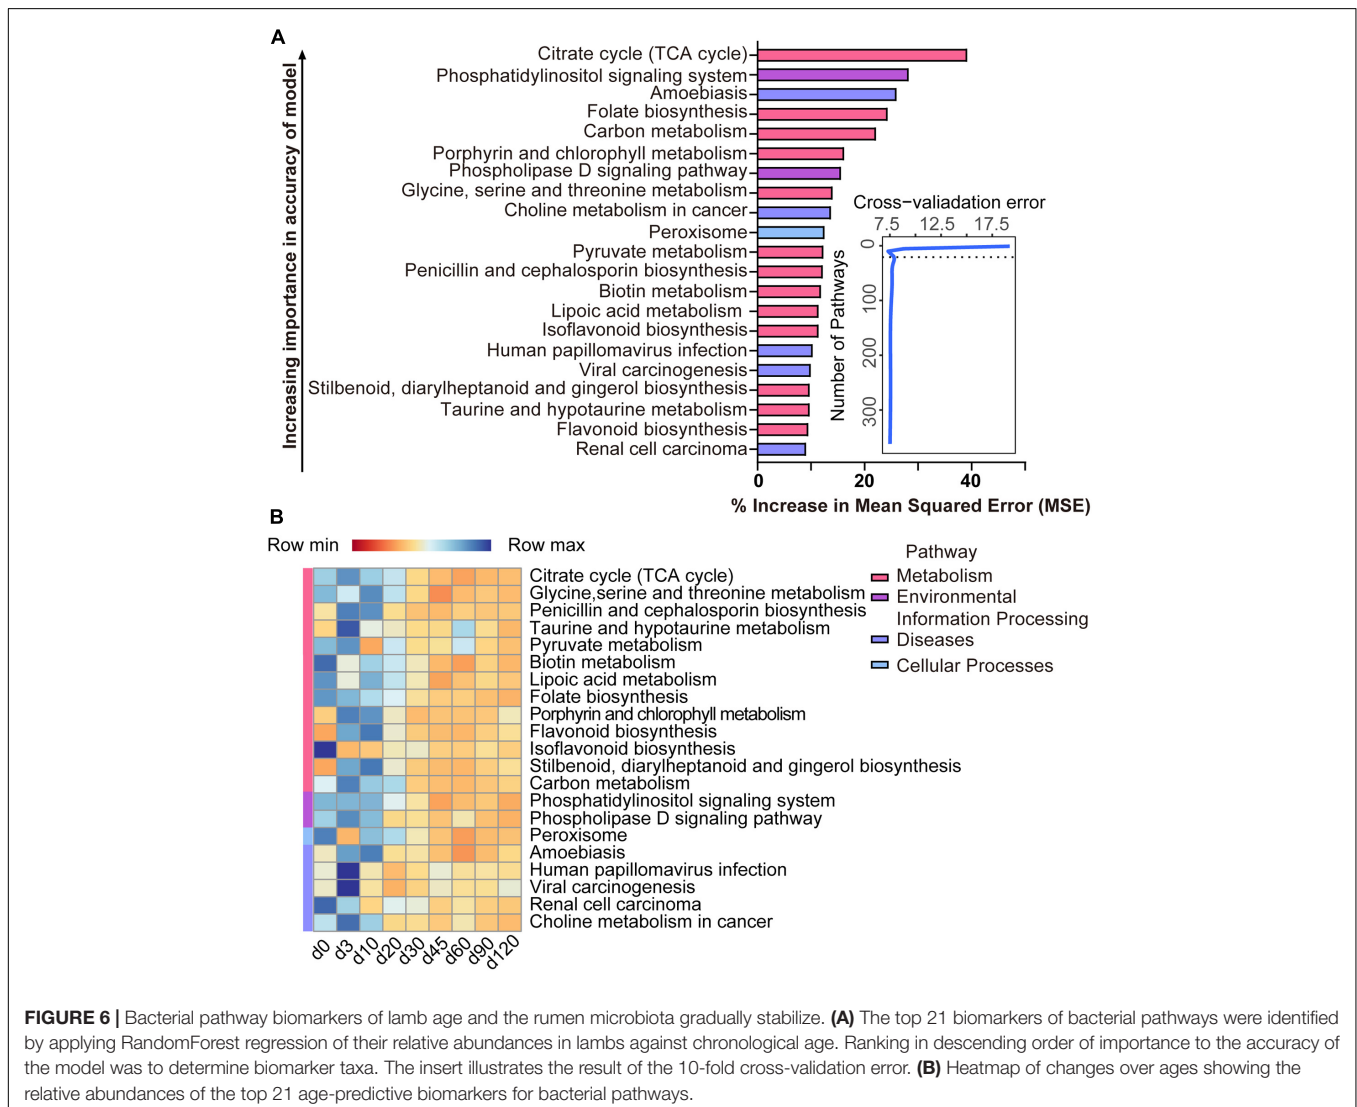 A
Increasing importance in accuracy of model
Citrate cycle (TCA cycle)
Phosphatidylinositol signaling system
Amoebiasis
Folate biosynthesis
Carbon metabolism
Porphyrin and chlorophyll metabolism
Phospholipase D signaling pathway
Glycine, serine and threonine metabolism
Choline metabolism in cancer
Peroxisome
Pyruvate metabolism
Penicillin and cephalosporin biosynthesis
Biotin metabolism
Lipoic acid metabolism
Isoflavonoid biosynthesis
Human papillomavirus infection
Viral carcinogenesis
Stilbenoid, diarylheptanoid and gingerol biosynthesis
Taurine and hypotaurine metabolism
Flavonoid biosynthesis
Renal cell carcinoma
0 20 40
% Increase in Mean Squared Error (MSE)
Cross−valiadation error
7.5 12.5 17.5
Number of Pathways
0
100
200
300
B
Row min Row max
Citrate cycle (TCA cycle)
Glycine,serine and threonine metabolism
Penicillin and cephalosporin biosynthesis
Taurine and hypotaurine metabolism
Pyruvate metabolism
Biotin metabolism
Lipoic acid metabolism
Folate biosynthesis
Porphyrin and chlorophyll metabolism
Flavonoid biosynthesis
Isoflavonoid biosynthesis
Stilbenoid, diarylheptanoid and gingerol biosynthesis
Carbon metabolism
Phosphatidylinositol signaling system
Phospholipase D signaling pathway
Peroxisome
Amoebiasis
Human papillomavirus infection
Viral carcinogenesis
Renal cell carcinoma
Choline metabolism in cancer
d0 d3 d10 d20 d30 d45 d60 d90 d120
Pathway
Metabolism
Environmental
Information Processing
Diseases
Cellular Processes
FIGURE 6 | Bacterial pathway biomarkers of lamb age and the rumen microbiota gradually stabilize. (A) The top 21 biomarkers of bacterial pathways were identified
by applying RandomForest regression of their relative abundances in lambs against chronological age. Ranking in descending order of importance to the accuracy of
the model was to determine biomarker taxa. The insert illustrates the result of the 10-fold cross-validation error. (B) Heatmap of changes over ages showing the
relative abundances of the top 21 age-predictive biomarkers for bacterial pathways.